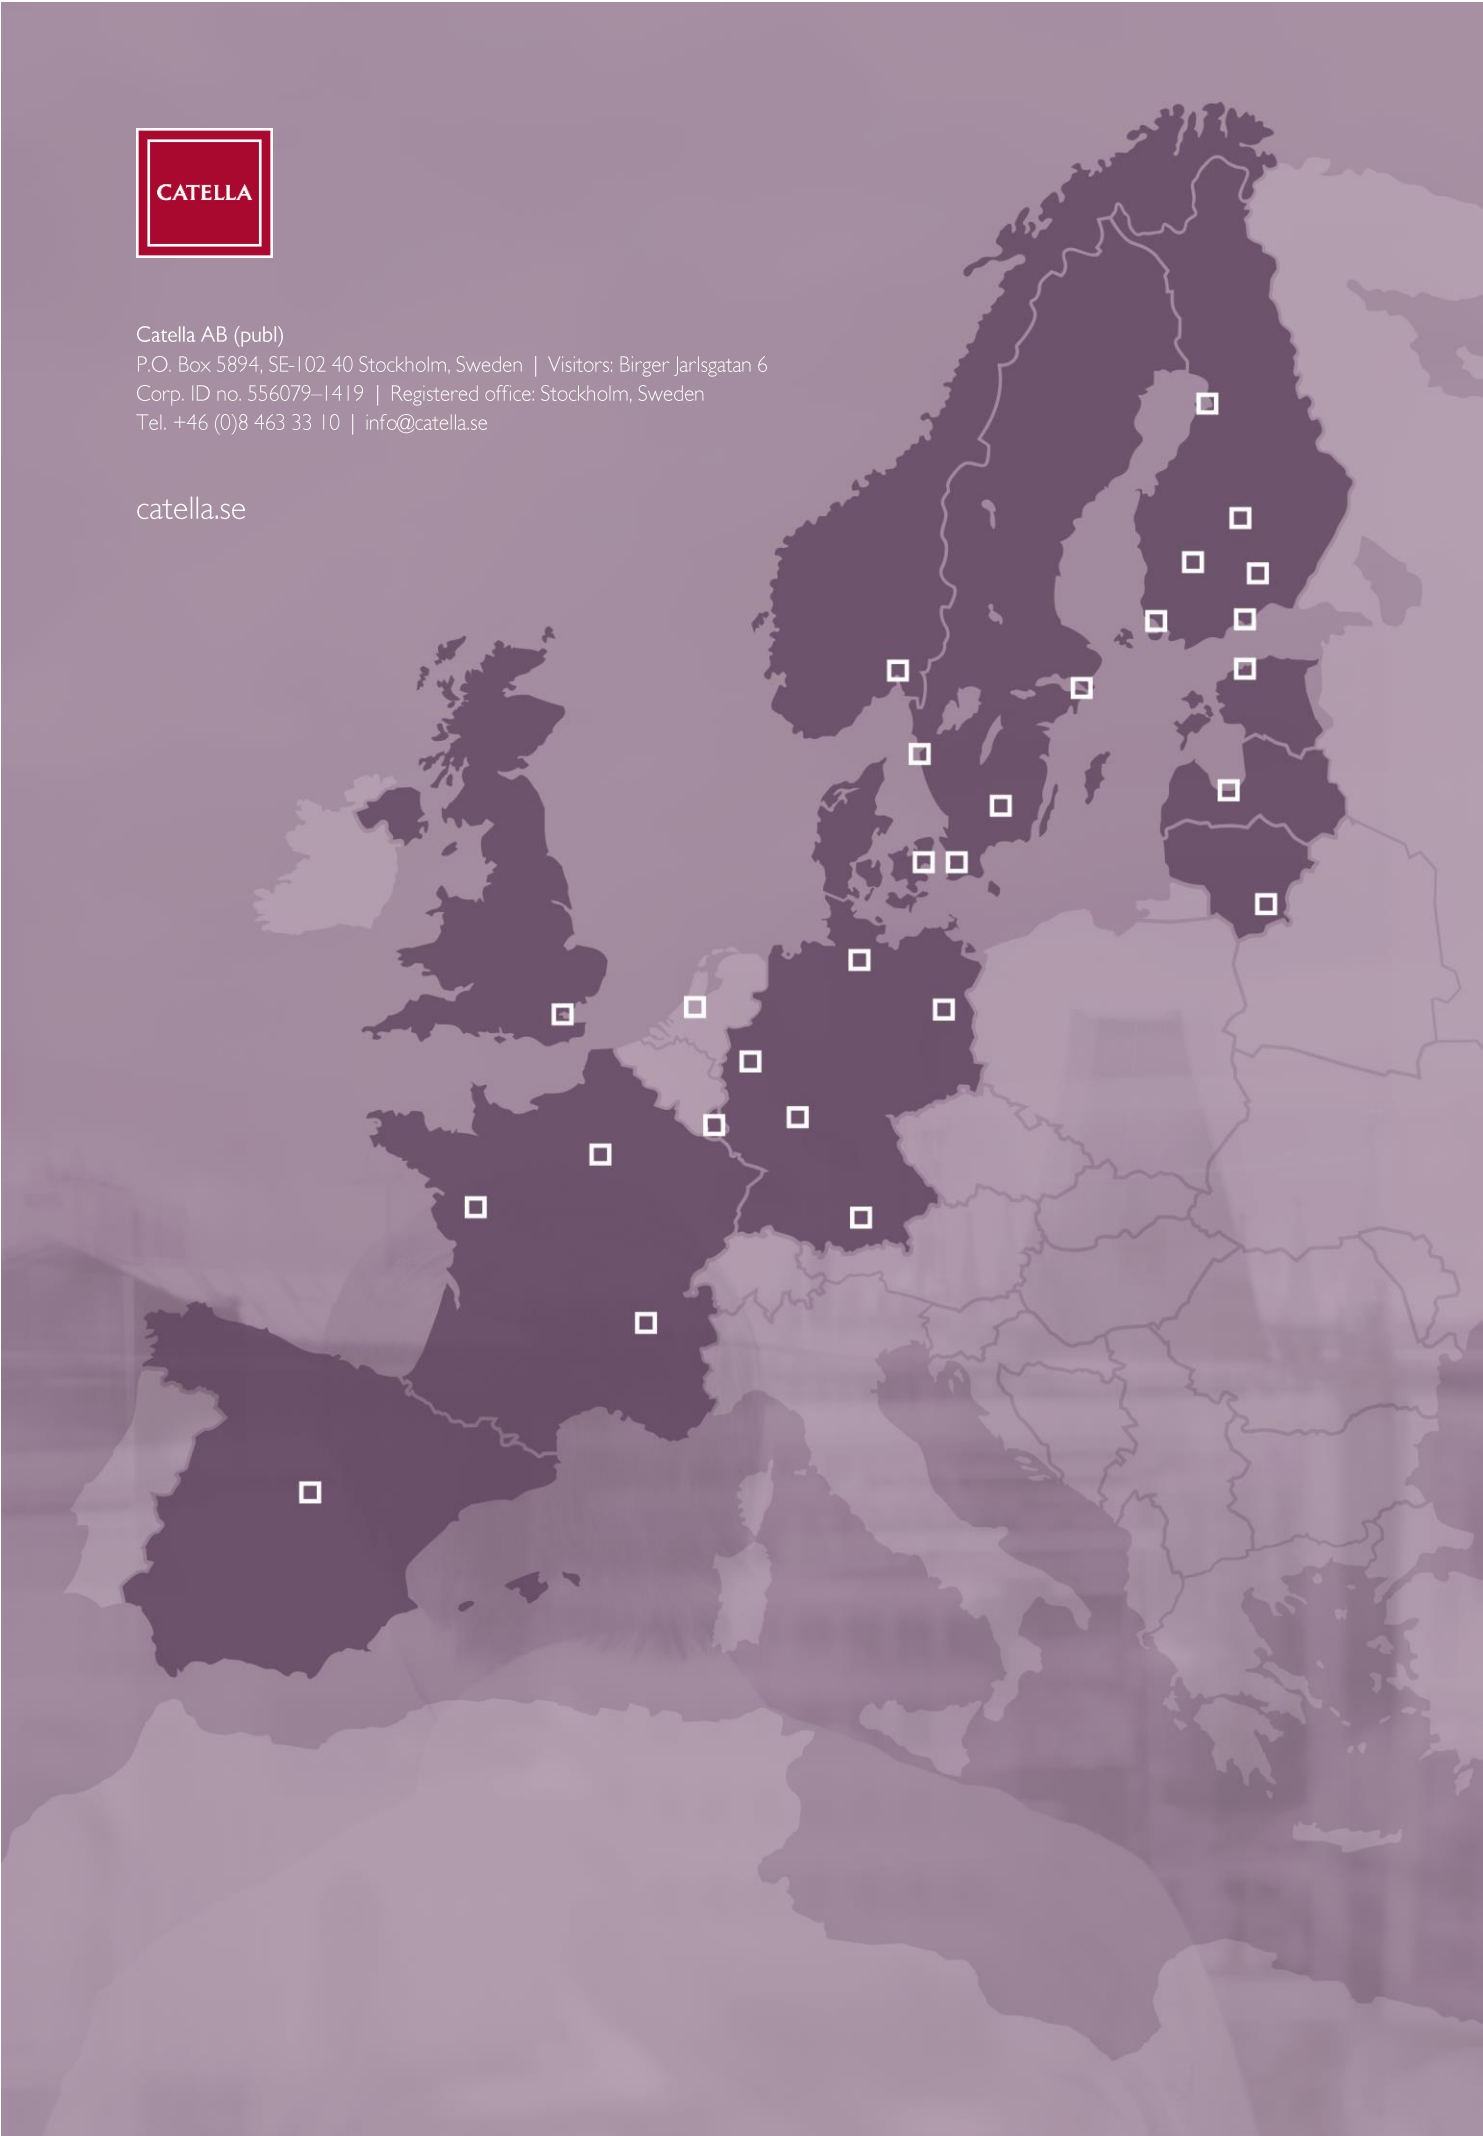 CATELLA
Catella AB (publ)
P.O. Box 5894, SE-102 40 Stockholm, Sweden | Visitors: Birger Jarlsgatan 6
Corp. ID no. 556079–1419 | Registered office: Stockholm, Sweden
Tel. +46 (0)8 463 33 10 | info@catella.se
catella.se